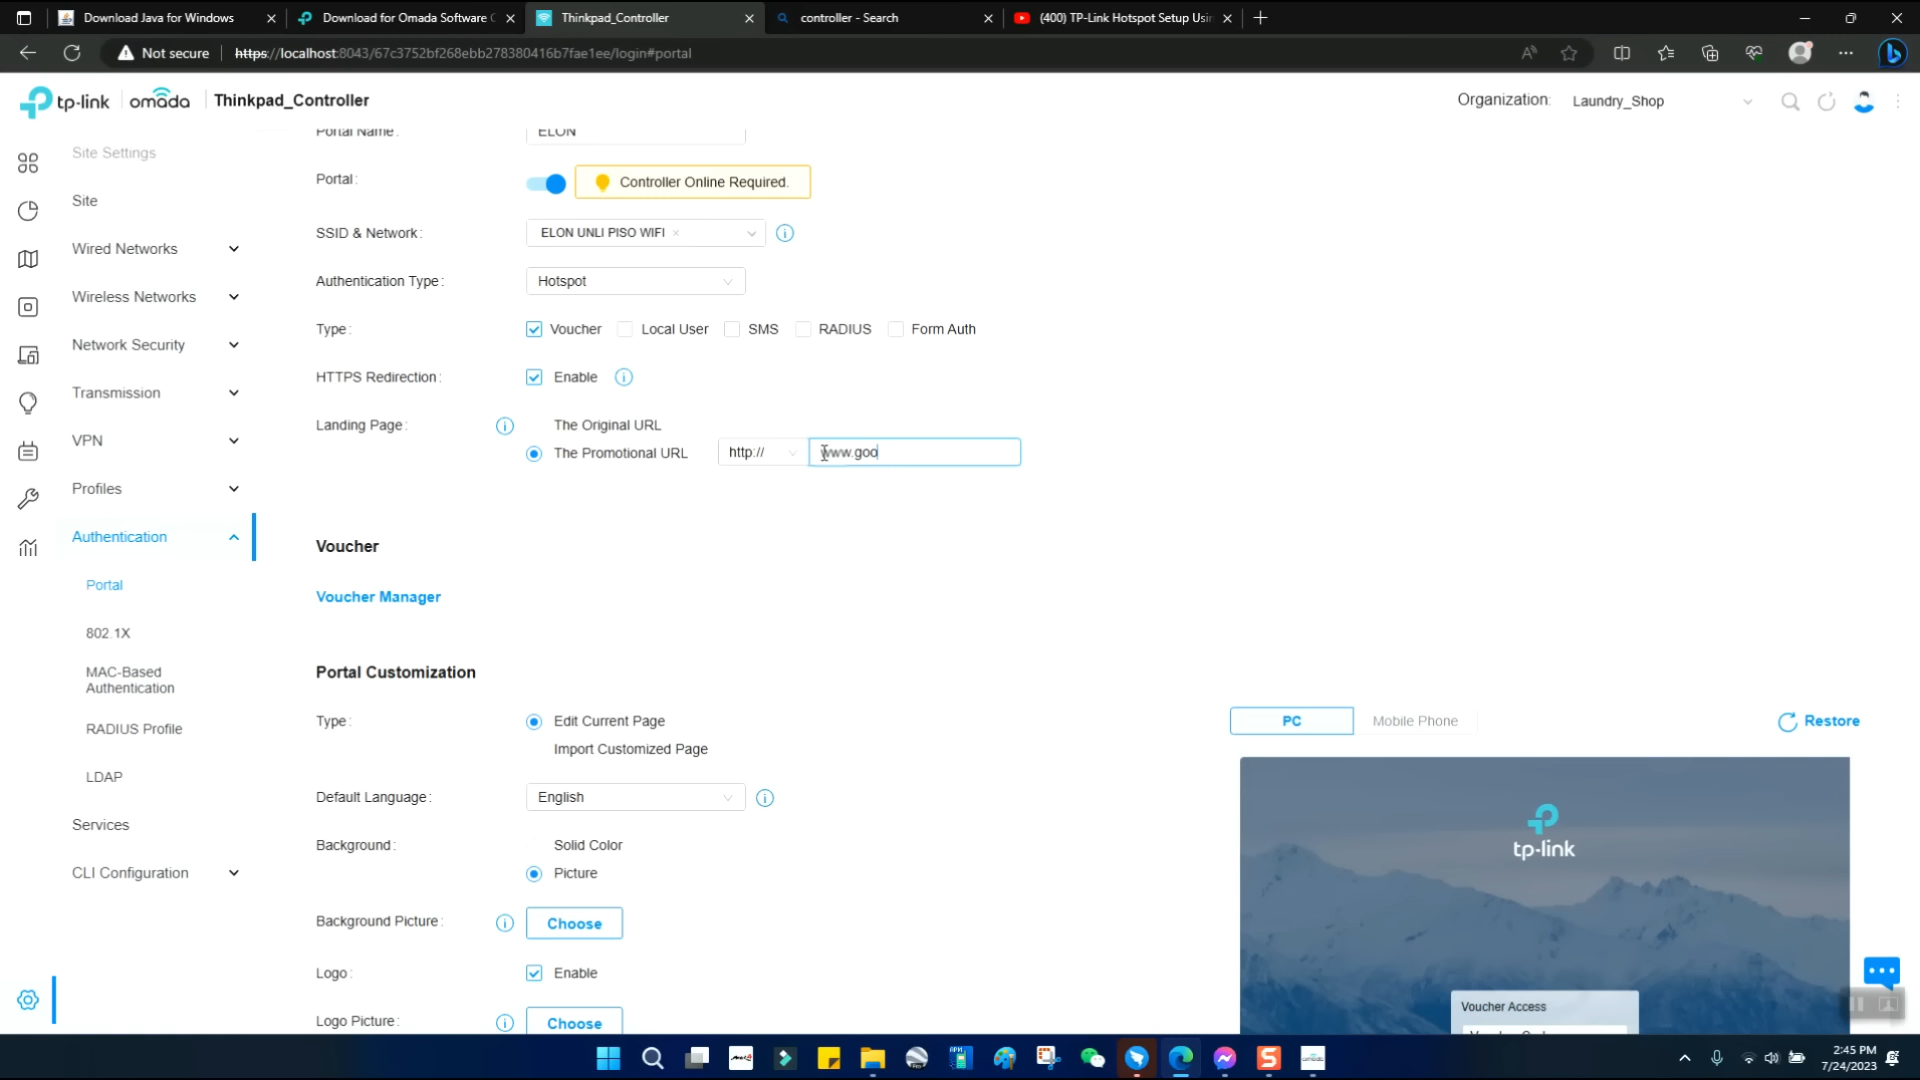 Download Java for Windows
Download for Omada Software C
Thinkpad_Controller
controller - Search
(400) TP-Link Hotspot Setup Usin
Not secure
https://localhost:8043/67c3752bf268ebb278380416b7fae1ee/login#portal
tp-link
omada
Thinkpad_Controller
Organization:
Laundry_Shop
Site Settings
Site
Wired Networks
Wireless Networks
Network Security
Transmission
VPN
Profiles
Authentication
Portal
802.1X
MAC-Based
Authentication
RADIUS Profile
LDAP
Services
CLI Configuration
Portal Name:
ELON
Portal:
Controller Online Required.
SSID & Network:
ELON UNLI PISO WIFI ×
Authentication Type:
Hotspot
Type:
Voucher
Local User
SMS
RADIUS
Form Auth
HTTPS Redirection:
Enable
Landing Page:
The Original URL
The Promotional URL
http://
www.goo
Voucher
Voucher Manager
Portal Customization
Type:
Edit Current Page
Import Customized Page
PC
Mobile Phone
Restore
Default Language:
English
Background:
Solid Color
Picture
Background Picture:
Choose
Logo:
Enable
Logo Picture:
Choose
tp-link
Voucher Access
2:45 PM
7/24/2023